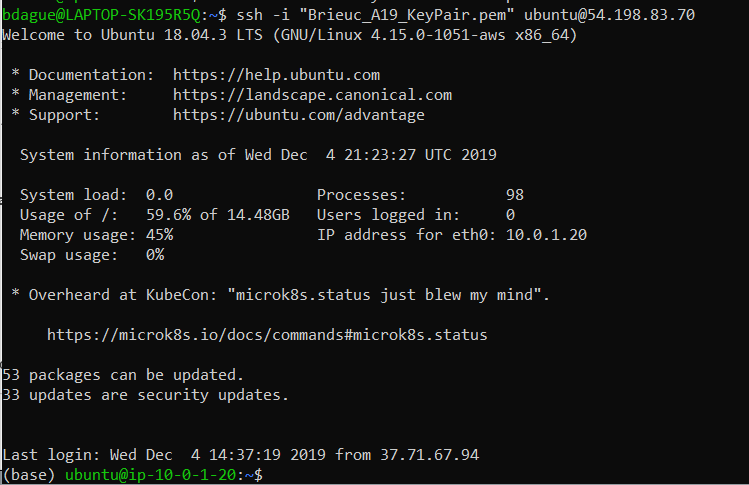 bdague@LAPTOP-SK195R5Q:~$ ssh -i "Brieuc_A19_KeyPair.pem" ubuntu@54.198.83.70
Welcome to Ubuntu 18.04.3 LTS (GNU/Linux 4.15.0-1051-aws x86_64)
* Documentation:  https://help.ubuntu.com
* Management:     https://landscape.canonical.com
* Support:        https://ubuntu.com/advantage
System information as of Wed Dec  4 21:23:27 UTC 2019
System load:  0.0               Processes:           98
Usage of /:   59.6% of 14.48GB   Users logged in:     0
Memory usage: 45%               IP address for eth0: 10.0.1.20
Swap usage:   0%
* Overheard at KubeCon: "microk8s.status just blew my mind".
https://microk8s.io/docs/commands#microk8s.status
53 packages can be updated.
33 updates are security updates.
Last login: Wed Dec  4 14:37:19 2019 from 37.71.67.94
(base) ubuntu@ip-10-0-1-20:~$